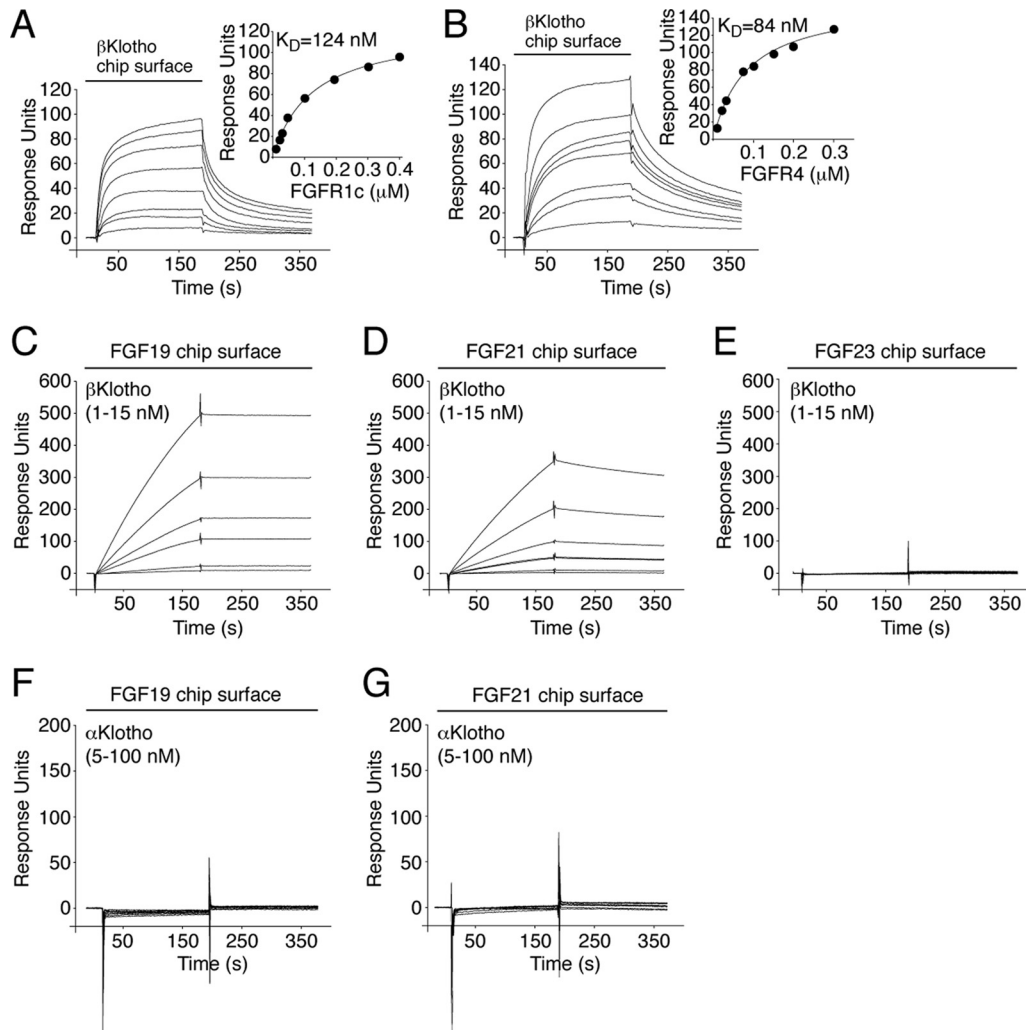 A
βKlotho
chip surface
Response Units
120
100
80
60
40
20
0
50
150
250
350
Time (s)
KD=124 nM
Response Units
120
100
80
60
40
20
0
0.1
0.2
0.3
0.4
FGFR1c (μM)
B
βKlotho
chip surface
Response Units
140
120
100
80
60
40
20
0
50
150
250
350
Time (s)
KD=84 nM
Response Units
140
120
100
80
60
40
20
0
0.1
0.2
0.3
FGFR4 (μM)
C
FGF19 chip surface
βKlotho
(1-15 nM)
Response Units
600
500
400
300
200
100
0
50
150
250
350
Time (s)
D
FGF21 chip surface
βKlotho
(1-15 nM)
Response Units
600
500
400
300
200
100
0
50
150
250
350
Time (s)
E
FGF23 chip surface
βKlotho
(1-15 nM)
Response Units
600
500
400
300
200
100
0
50
150
250
350
Time (s)
F
FGF19 chip surface
αKlotho
(5-100 nM)
Response Units
200
150
100
50
0
50
150
250
350
Time (s)
G
FGF21 chip surface
αKlotho
(5-100 nM)
Response Units
200
150
100
50
0
50
150
250
350
Time (s)